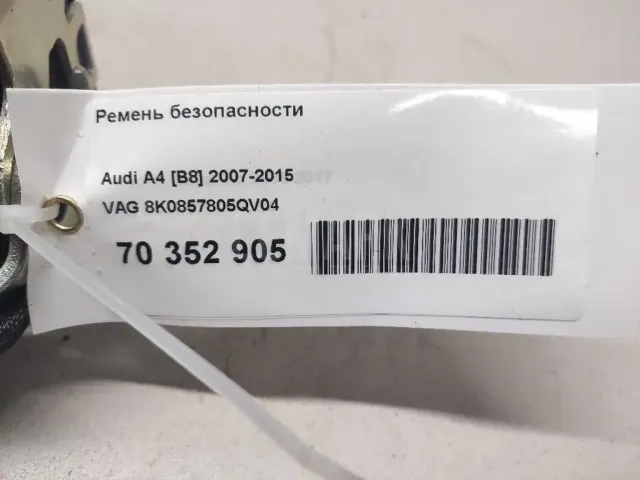 Ремень безопасности
Audi A4 [B8] 2007-2015
VAG 8K0857805QV04
70 352 905